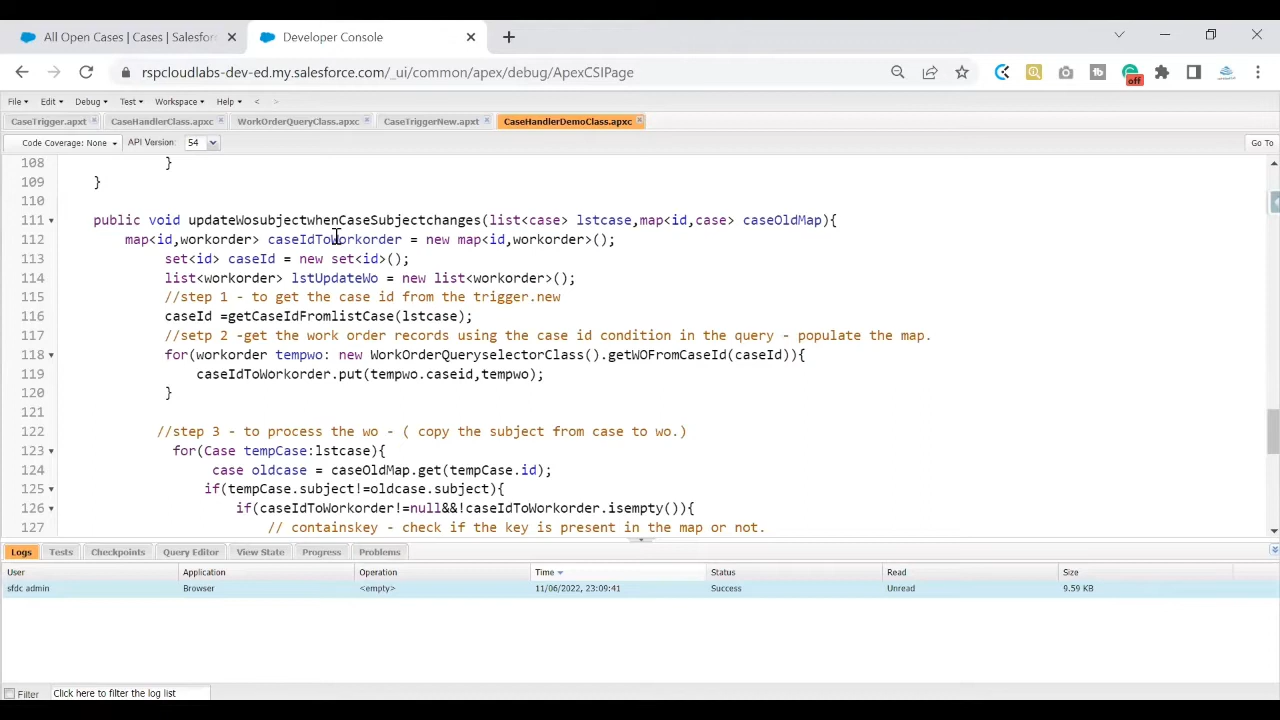 All Open Cases | Cases | Salesfor
Developer Console
rspcloudlabs-dev-ed.my.salesforce.com/_ui/common/apex/debug/ApexCSIPage
off
File
Edit
Debug
Test
Workspace
Help
<
>
CaseTrigger.apxt
CaseHandlerClass.apxc
WorkOrderQueryClass.apxc
CaseTriggerNew.apxt
CaseHandlerDemoClass.apxc
Code Coverage: None
API Version:
54
Go To
108 }
109 }
110
111 public void updateWosubjectwhenCaseSubjectchanges(list<case> lstcase,map<id,case> caseOldMap){
112 map<id,workorder> caseIdToWorkorder = new map<id,workorder>();
113 set<id> caseId = new set<id>();
114 list<workorder> lstUpdateWo = new list<workorder>();
115 //step 1 - to get the case id from the trigger.new
116 caseId =getCaseIdFromlistCase(lstcase);
117 //setp 2 -get the work order records using the case id condition in the query - populate the map.
118 for(workorder tempwo: new WorkOrderQueryselectorClass().getWOFromCaseId(caseId)){
119 caseIdToWorkorder.put(tempwo.caseid,tempwo);
120 }
121
122 //step 3 - to process the wo - ( copy the subject from case to wo.)
123 for(Case tempCase:lstcase){
124 case oldcase = caseOldMap.get(tempCase.id);
125 if(tempCase.subject!=oldcase.subject){
126 if(caseIdToWorkorder!=null&&!caseIdToWorkorder.isempty()){
127 // containskey - check if the key is present in the map or not.
Logs
Tests
Checkpoints
Query Editor
View State
Progress
Problems
User Application Operation Time Status Read Size
sfdc admin Browser <empty> 11/06/2022, 23:09:41 Success Unread 9.59 KB
Filter
Click here to filter the log list